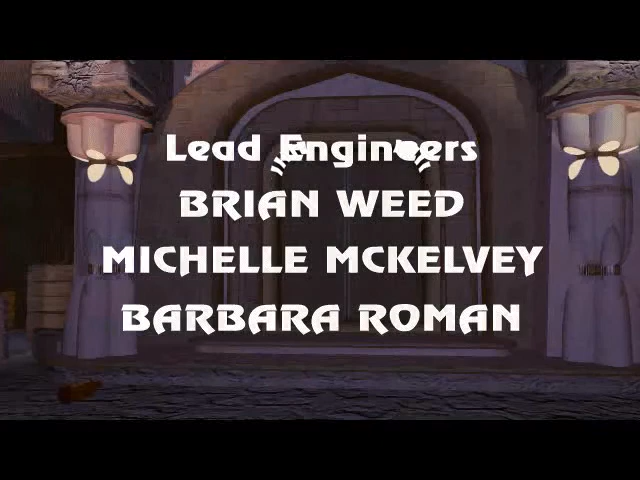 Lead Engineers
BRIAN WEED
MICHELLE MCKELVEY
BARBARA ROMAN